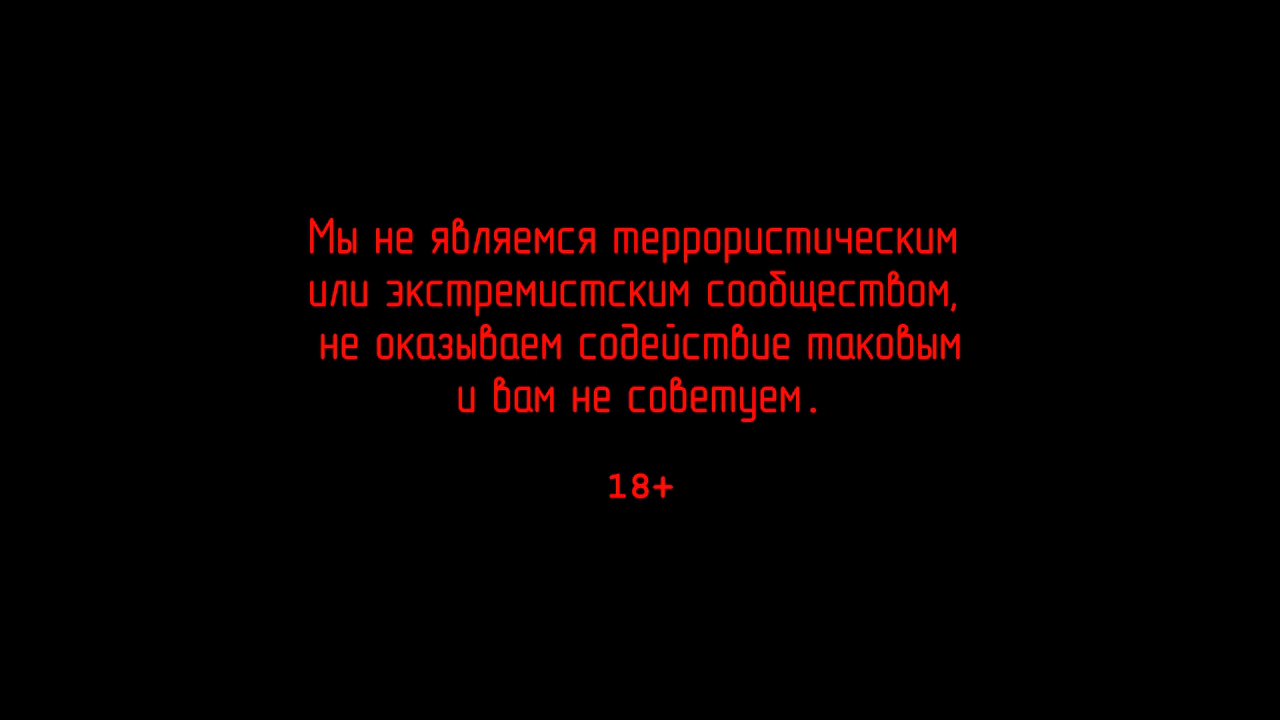 Мы не являемся террористическим
или экстремистским сообществом,
не оказываем содействие таковым
и вам не советуем.
18+